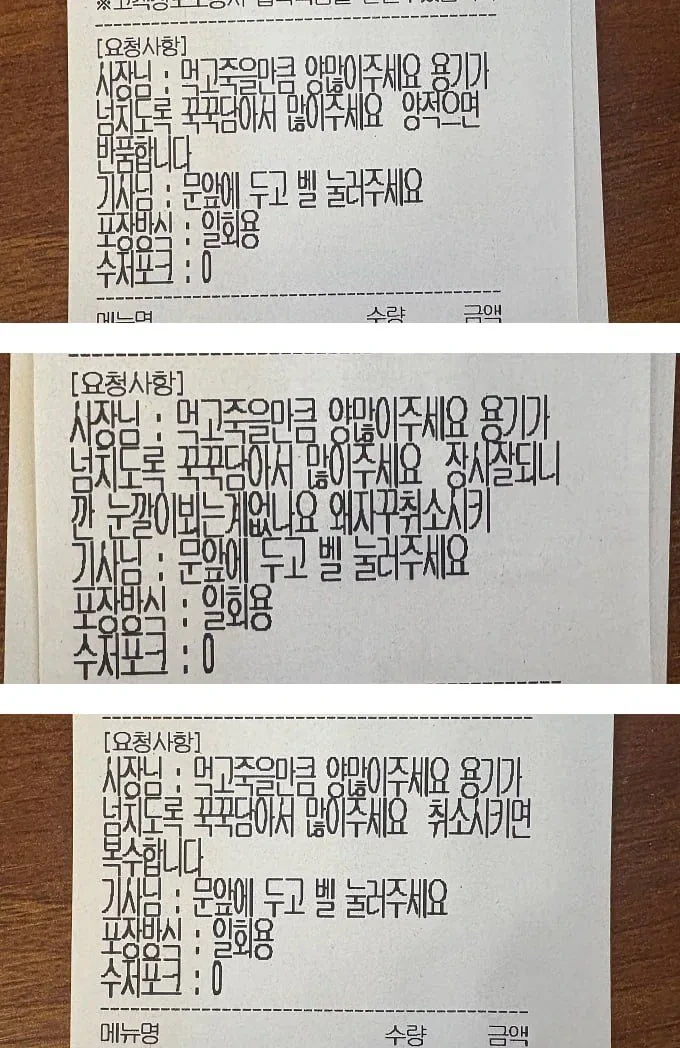 [요청사항]
사장님 : 먹고죽을만큼 양많이주세요 용기가
넘치도록 꾹꾹담아서 많이주세요  양적으면
반품합니다
기사님 : 문앞에 두고 벨 눌러주세요
포장방식 : 일회용
수저포크 : 0
메뉴명 수량 금액
[요청사항]
사장님 : 먹고죽을만큼 양많이주세요 용기가
넘지도록 꾹꾹담아서 많이주세요  장사잘되니
깐 눈깔이뵈는게없나요 왜자꾸취소시키
기사님 : 문앞에 두고 벨 눌러주세요
포장방식 : 일회용
수저포크 : 0
[요청사항]
사장님 : 먹고죽을만큼 양많이주세요 용기가
넘지도록 꾹꾹담아서 많이주세요  취소시키면
복수합니다
기사님 : 문앞에 두고 벨 눌러주세요
포장방식 : 일회용
수저포크 : 0
메뉴명 수량 금액